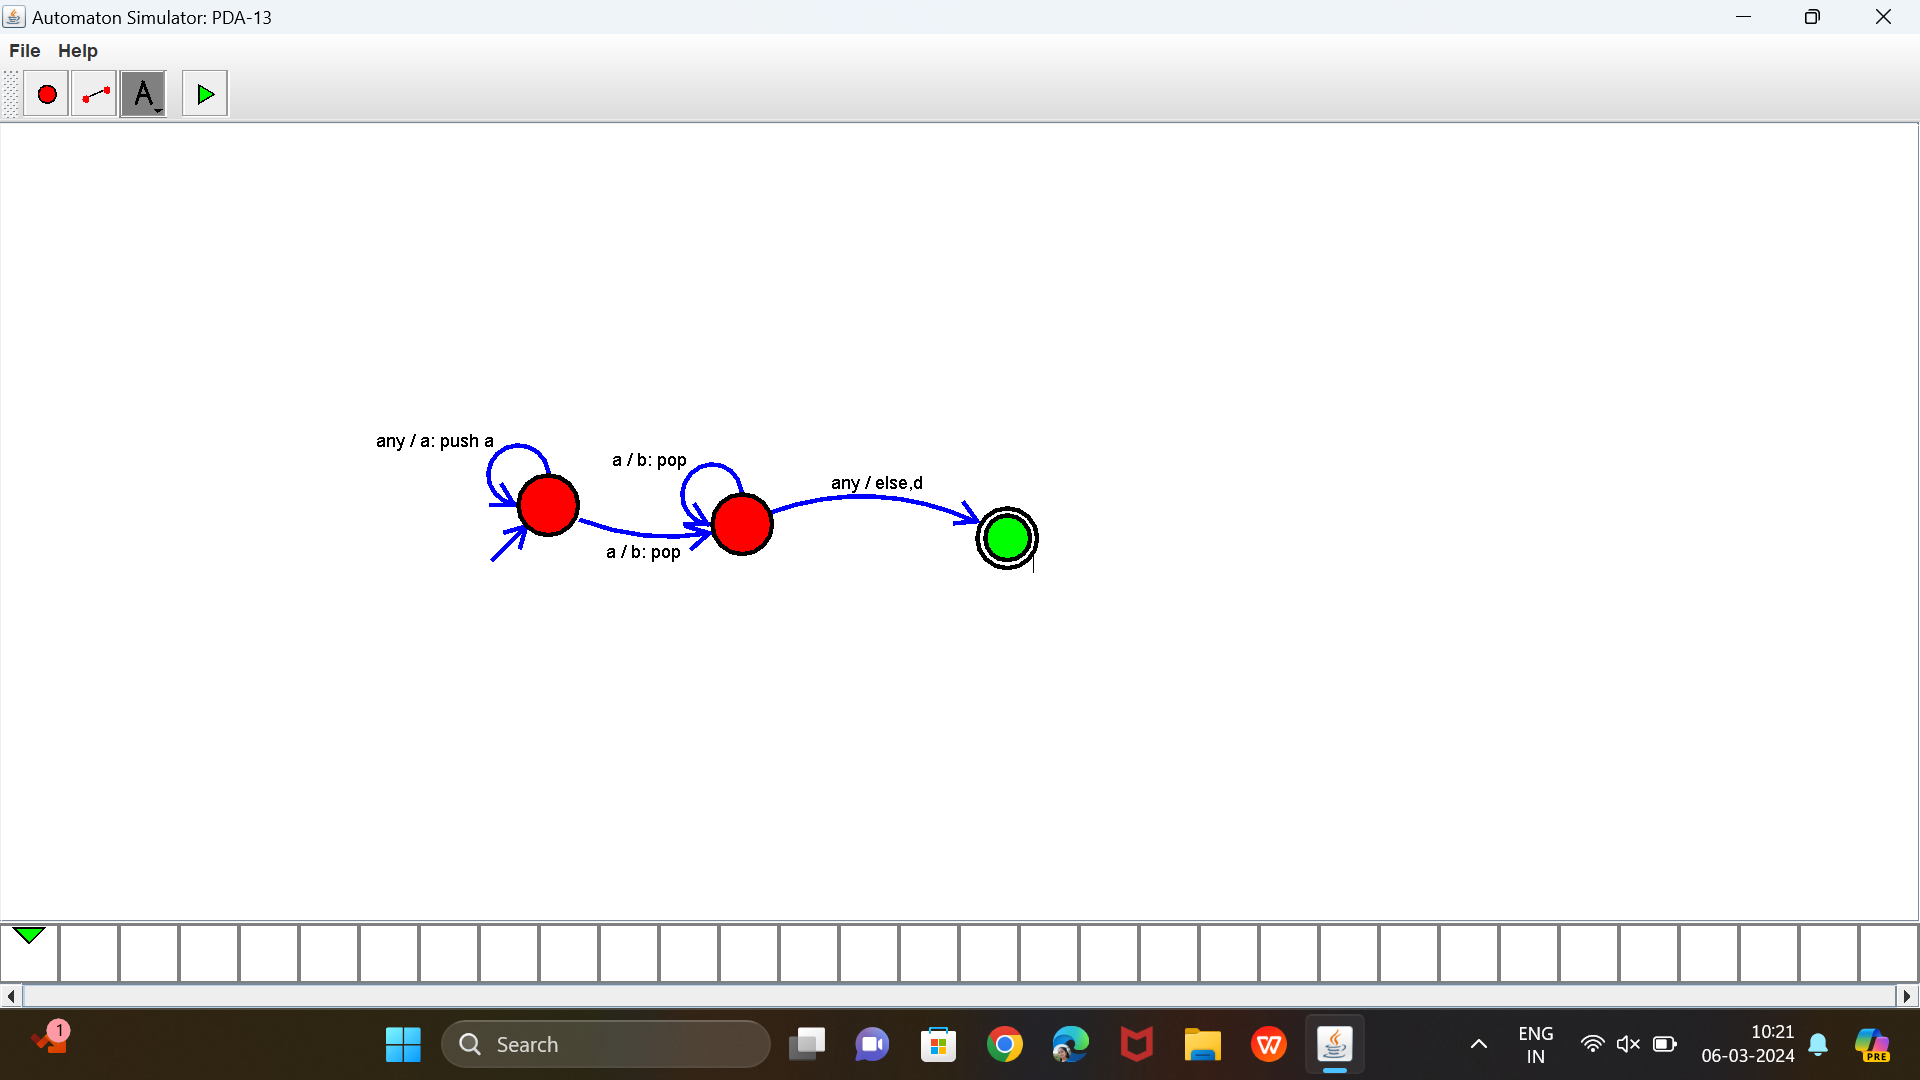 Automaton Simulator: PDA-13
File Help
A
any / a: push a
a / b: pop
any / else,d
a / b: pop
1
Search
W
PRE
ENG
IN
10:21
06-03-2024